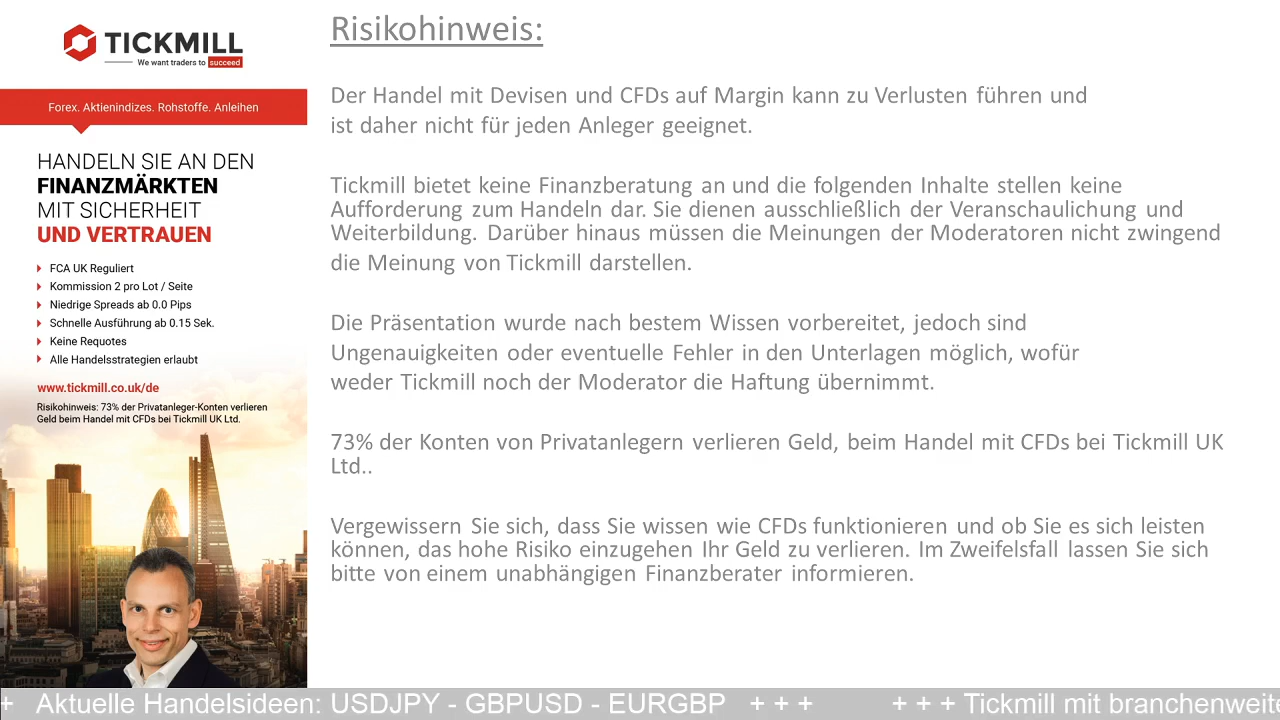 TICKMILL
We want traders to succeed
Forex. Aktienindizes. Rohstoffe. Anleihen
HANDELN SIE AN DEN
FINANZMÄRKTEN
MIT SICHERHEIT
UND VERTRAUEN
FCA UK Reguliert
Kommission 2 pro Lot / Seite
Niedrige Spreads ab 0.0 Pips
Schnelle Ausführung ab 0.15 Sek.
Keine Requotes
Alle Handelsstrategien erlaubt
www.tickmill.co.uk/de
Risikohinweis: 73% der Privatanleger-Konten verlieren
Geld beim Handel mit CFDs bei Tickmill UK Ltd.
Risikohinweis:
Der Handel mit Devisen und CFDs auf Margin kann zu Verlusten führen und
ist daher nicht für jeden Anleger geeignet.
Tickmill bietet keine Finanzberatung an und die folgenden Inhalte stellen keine
Aufforderung zum Handeln dar. Sie dienen ausschließlich der Veranschaulichung und
Weiterbildung. Darüber hinaus müssen die Meinungen der Moderatoren nicht zwingend
die Meinung von Tickmill darstellen.
Die Präsentation wurde nach bestem Wissen vorbereitet, jedoch sind
Ungenauigkeiten oder eventuelle Fehler in den Unterlagen möglich, wofür
weder Tickmill noch der Moderator die Haftung übernimmt.
73% der Konten von Privatanlegern verlieren Geld, beim Handel mit CFDs bei Tickmill UK
Ltd..
Vergewissern Sie sich, dass Sie wissen wie CFDs funktionieren und ob Sie es sich leisten
können, das hohe Risiko einzugehen Ihr Geld zu verlieren. Im Zweifelsfall lassen Sie sich
bitte von einem unabhängigen Finanzberater informieren.
+ Aktuelle Handelsideen: USDJPY - GBPUSD - EURGBP + + + + + + Tickmill mit branchenweite